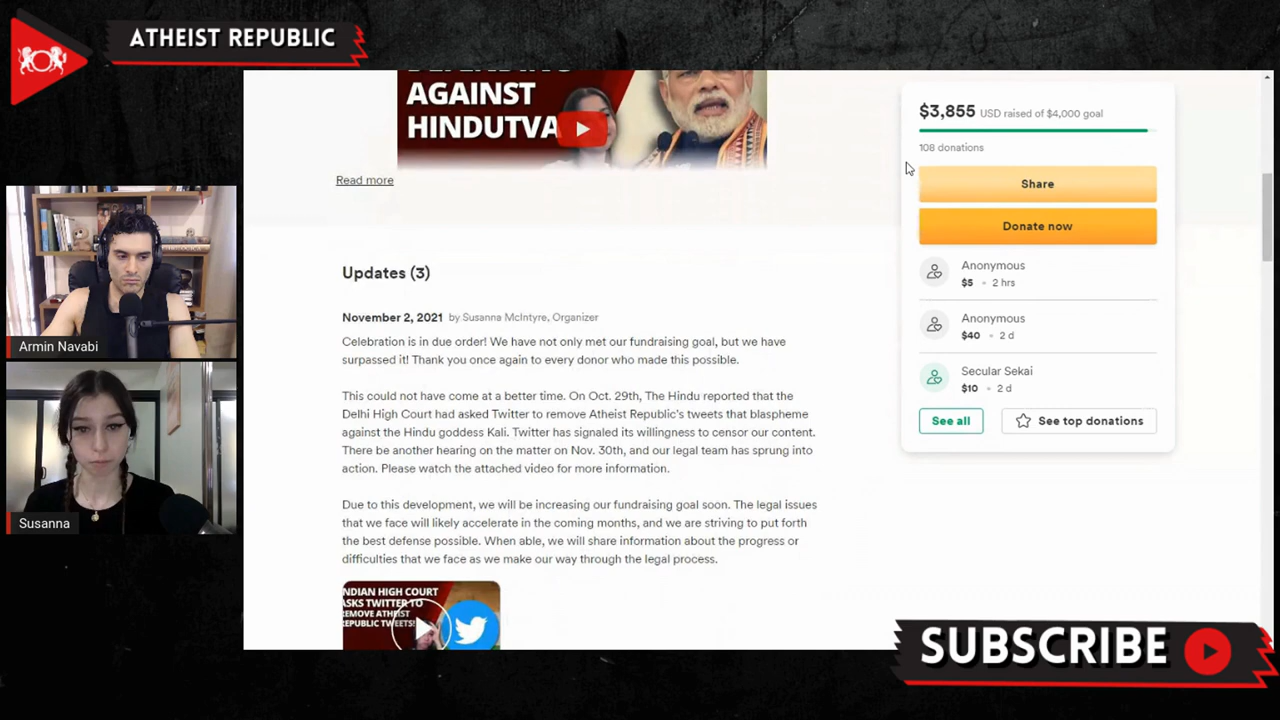 ATHEIST REPUBLIC
AGAINST
HINDUTVA
Read more
$3,855 USD raised of $4,000 goal
108 donations
Share
Donate now
Anonymous
$5 • 2 hrs
Anonymous
$40 • 2 d
Secular Sekai
$10 • 2 d
See all
See top donations
Updates (3)
November 2, 2021 by Susanna McIntyre, Organizer
Celebration is in due order! We have not only met our fundraising goal, but we have
surpassed it! Thank you once again to every donor who made this possible.
This could not have come at a better time. On Oct. 29th, The Hindu reported that the
Delhi High Court had asked Twitter to remove Atheist Republic's tweets that blaspheme
against the Hindu goddess Kali. Twitter has signaled its willingness to censor our content.
There be another hearing on the matter on Nov. 30th, and our legal team has sprung into
action. Please watch the attached video for more information.
Due to this development, we will be increasing our fundraising goal soon. The legal issues
that we face will likely accelerate in the coming months, and we are striving to put forth
the best defense possible. When able, we will share information about the progress or
difficulties that we face as we make our way through the legal process.
NDIAN HIGH COURT
ASKS TWITTER TO
REMOVE ATHEIST
REPUBLIC TWEETS!
Armin Navabi
Susanna
SUBSCRIBE